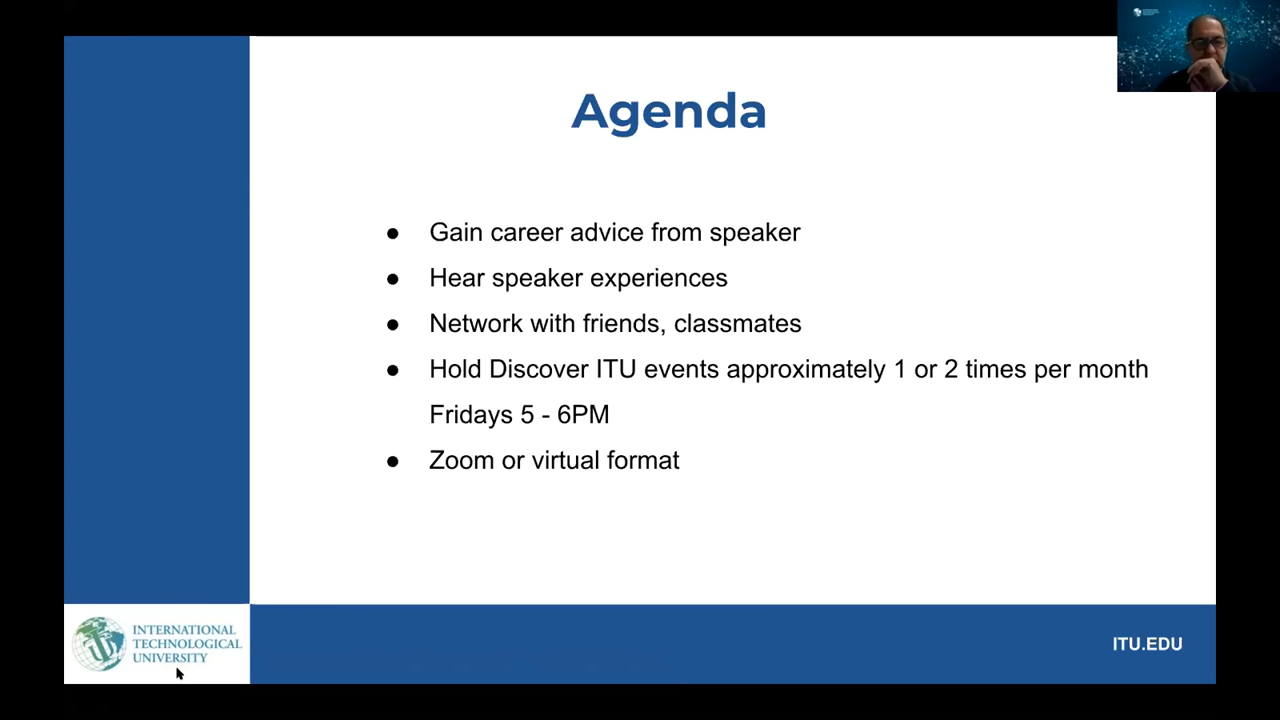 Agenda
● Gain career advice from speaker
● Hear speaker experiences
● Network with friends, classmates
● Hold Discover ITU events approximately 1 or 2 times per month
Fridays 5 - 6PM
● Zoom or virtual format
INTERNATIONAL
TECHNOLOGICAL
UNIVERSITY
ITU.EDU